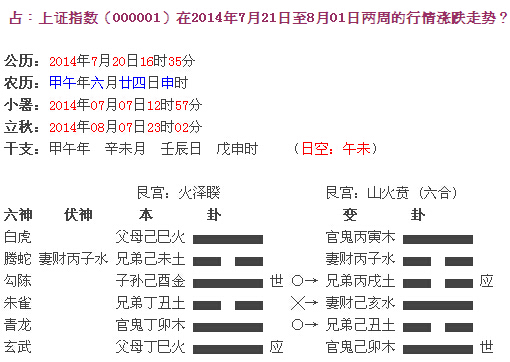 占：上证指数（000001）在2014年7月21日至8月01日两周的行情涨跌走势？
公历：2014年7月20日16时35分
农历：甲午年六月廿四日申时
小暑：2014年07月07日12时57分
立秋：2014年08月07日23时02分
干支：甲午年 辛未月 壬辰日 戊申时 （日空：午未）
艮宫：火泽睽 艮宫：山火贲（六合）
六神 伏神 本 卦 变 卦
白虎 父母己巳火 官鬼丙寅木
腾蛇 妻财丙子水 兄弟己未土 妻财丙子水
勾陈 子孙己酉金 世 ○→ 兄弟丙戌土 应
朱雀 兄弟丁丑土 ╳→ 妻财己亥水
青龙 官鬼丁卯木 ○→ 兄弟己丑土
玄武 父母丁巳火 应 官鬼己卯木 世